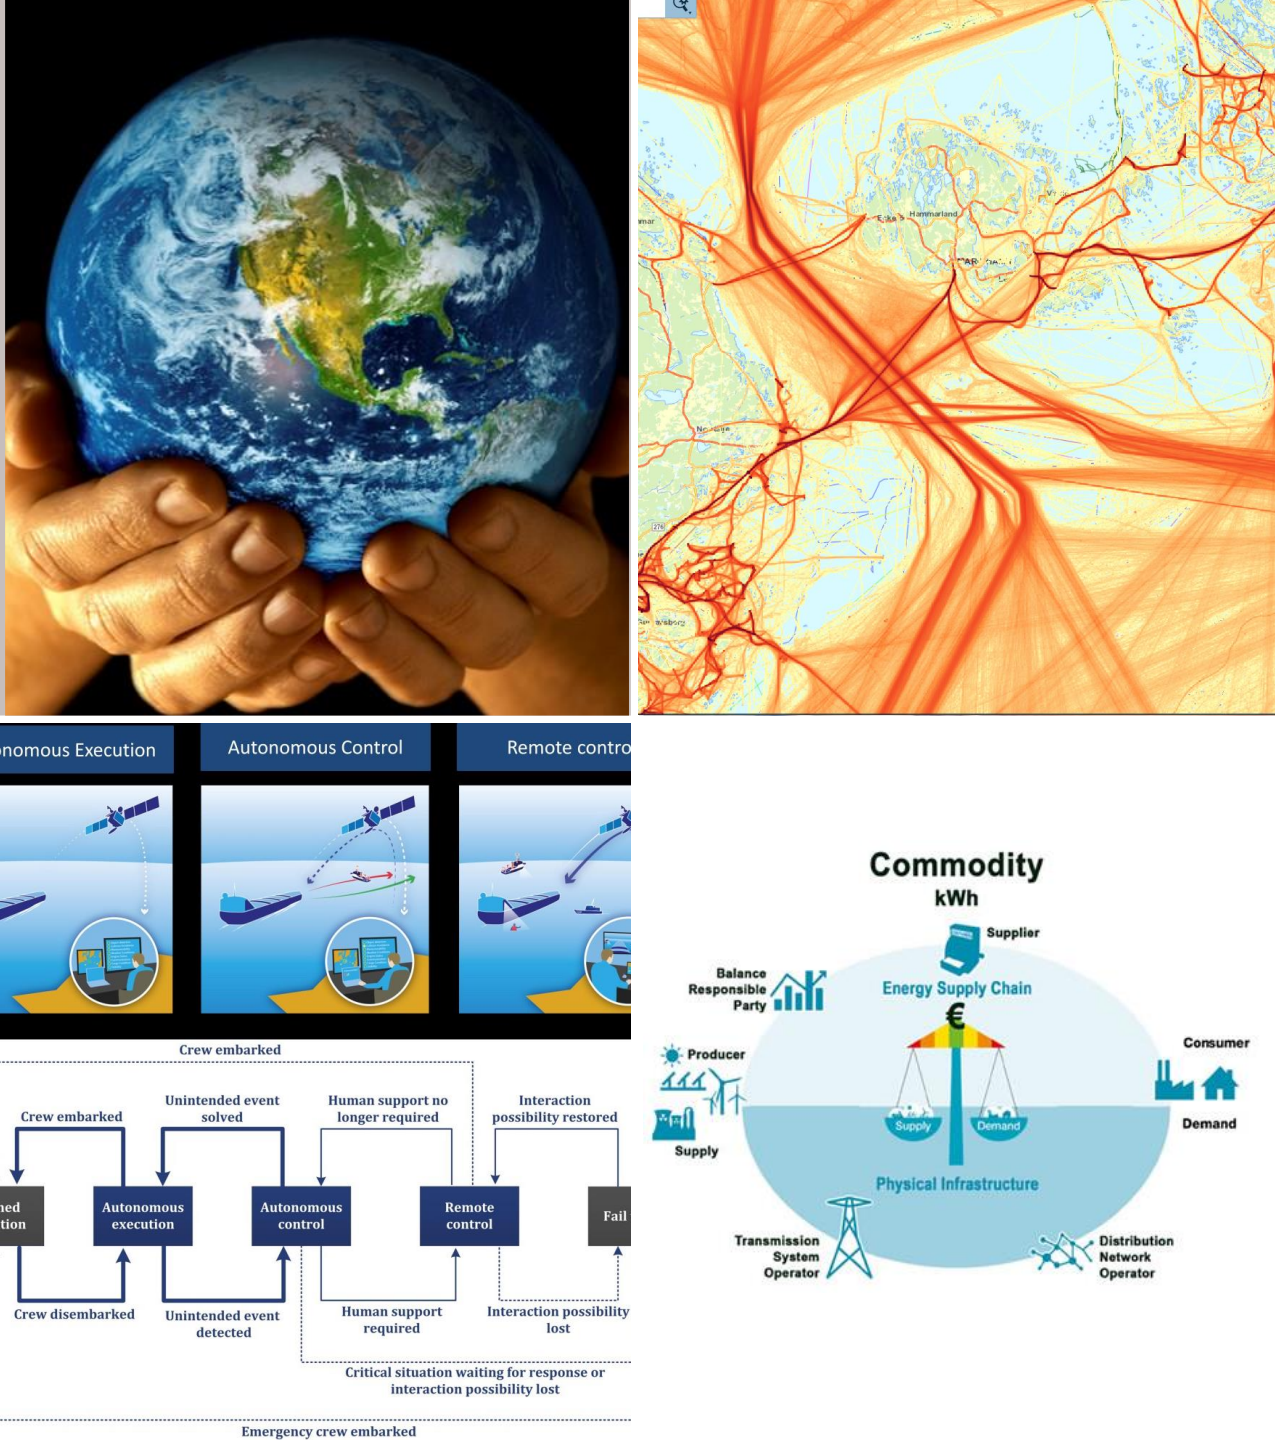 Hammarland
276
nomous Execution
Autonomous Control
Remote contro
Crew embarked
Crew embarked
Unintended event
solved
Human support no
longer required
Interaction
possibility restored
Autonomous
execution
Autonomous
control
Remote
control
Fail
Crew disembarked
Unintended event
detected
Human support
required
Interaction possibility
lost
Critical situation waiting for response or
interaction possibility lost
Emergency crew embarked
Commodity
kWh
Supplier
Balance
Responsible
Party
Energy Supply Chain
€
Producer
Consumer
Supply
Supply
Demand
Demand
Physical Infrastructure
Transmission
System
Operator
Distribution
Network
Operator